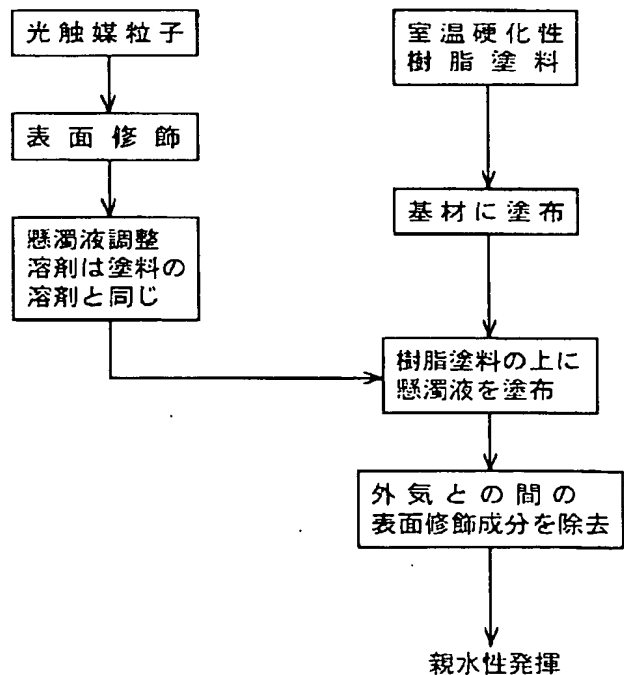 光触媒粒子
表面修飾
懸濁液調整
溶剤は塗料の
溶剤と同じ
室温硬化性
樹脂塗料
基材に塗布
樹脂塗料の上に
懸濁液を塗布
外気との間の
表面修飾成分を除去
親水性発揮